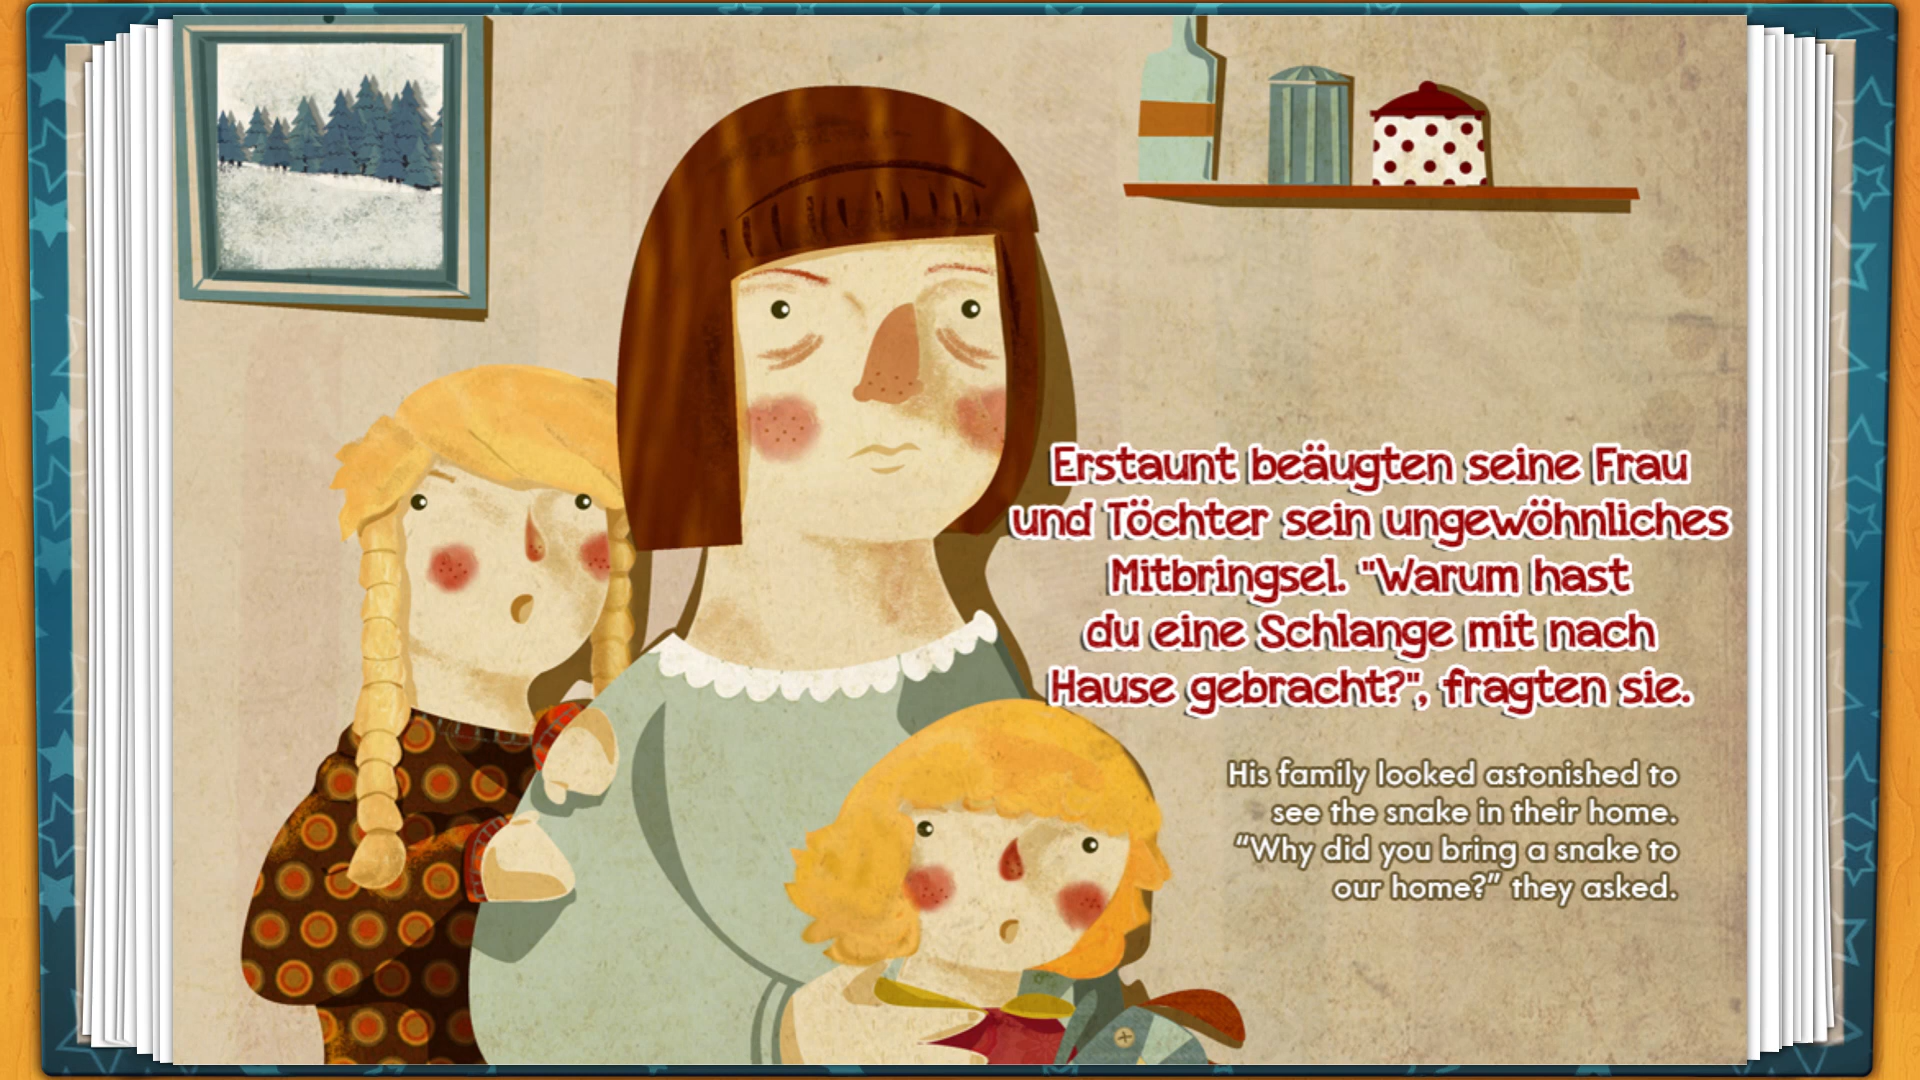 Erstaunt beäugten seine Frau
und Töchter sein ungewöhnliches
Mitbringsel. "Warum hast
du eine Schlange mit nach
Hause gebracht?", fragten sie.
His family looked astonished to
see the snake in their home.
“Why did you bring a snake to
our home?” they asked.